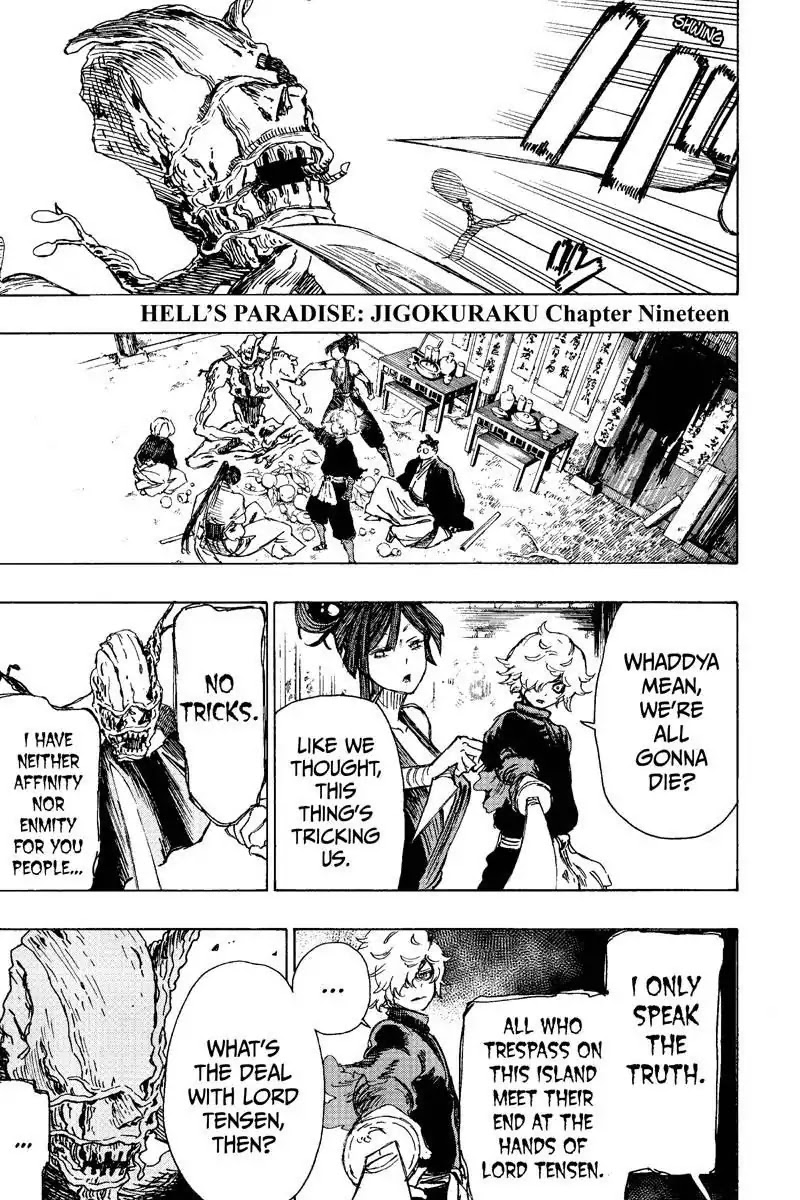 SHWING
HELL'S PARADISE: JIGOKURAKU Chapter Nineteen
WHADDYA
MEAN,
WE'RE
ALL
GONNA
DIE?
LIKE WE
THOUGHT,
THIS
THING'S
TRICKING
US.
NO
TRICKS.
I HAVE
NEITHER
AFFINITY
NOR
ENMITY
FOR YOU
PEOPLE...
I ONLY
SPEAK
THE
TRUTH.
ALL WHO
TRESPASS ON
THIS ISLAND
MEET THEIR
END AT THE
HANDS OF
LORD TENSEN.
...
WHAT'S
THE DEAL
WITH LORD
TENSEN,
THEN?
...